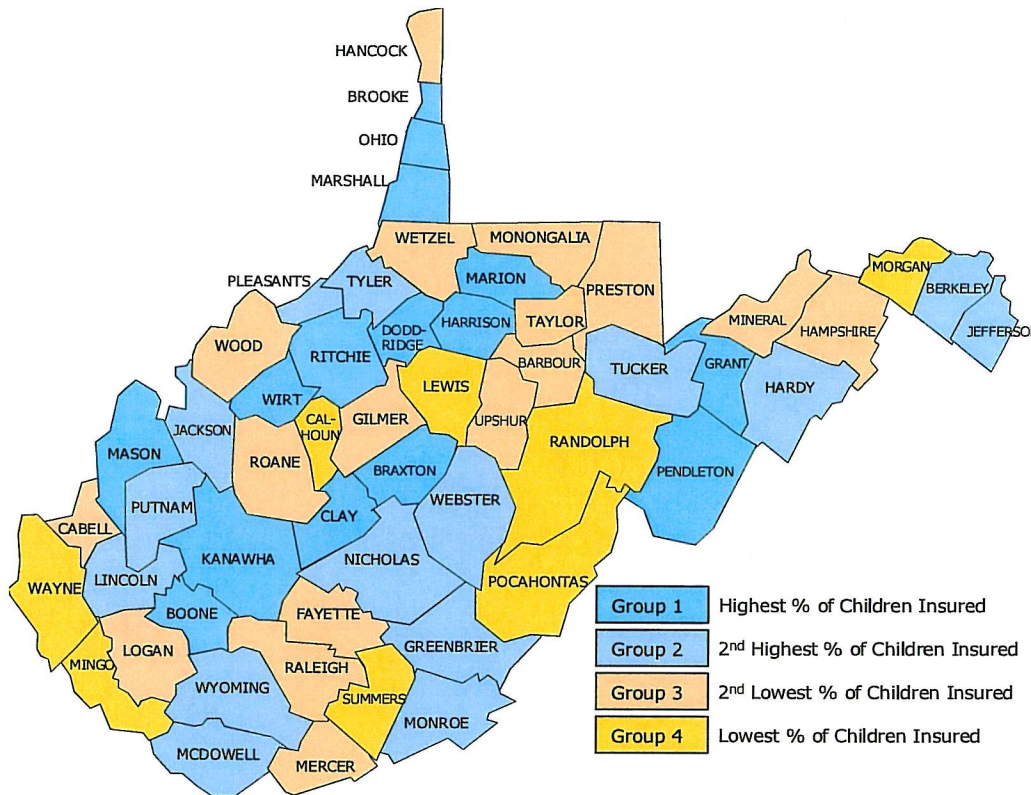 HANCOCK
BROOKE
OHIO
MARSHALL
WETZEL
MONONGALIA
MORGAN
PLEASANTS
TYLER
MARION
PRESTON
BERKELEY
JEFFERSO
WOOD
DODD-
RIDGE
HARRISON
TAYLOR
MINERAL
HAMPSHIRE
RITCHIE
BARBOUR
TUCKER
GRANT
HARDY
WIRT
LEWIS
CAL-
HOUN
GILMER
UPSHUR
JACKSON
RANDOLPH
MASON
ROANE
BRAXTON
PENDLETON
PUTNAM
WEBSTER
CLAY
CABELL
KANAWHA
NICHOLAS
WAYNE
LINCOLN
POCAHONTAS
BOONE
FAYETTE
GREENBRIER
LOGAN
MINGO
RALEIGH
WYOMING
SUMMERS
MONROE
MCDOWELL
MERCER
Group 1 Highest % of Children Insured
Group 2 2nd Highest % of Children Insured
Group 3 2nd Lowest % of Children Insured
Group 4 Lowest % of Children Insured